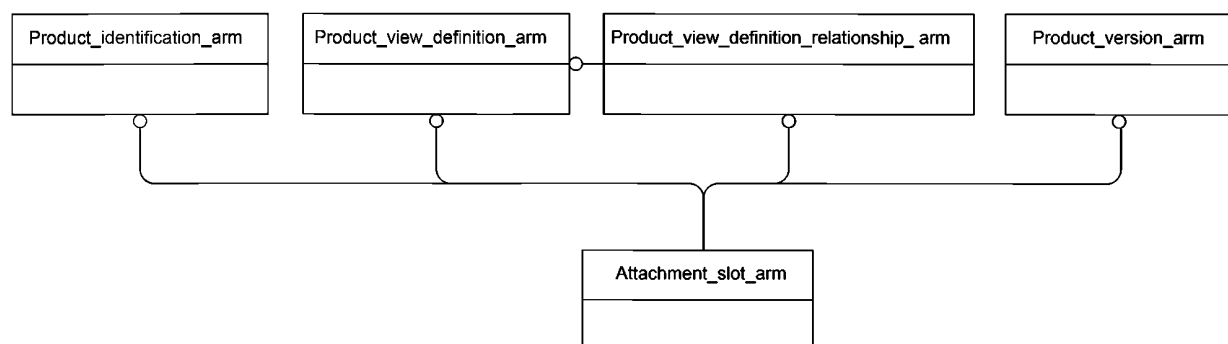 Product_identification_arm
Product_view_definition_arm
Product_view_definition_relationship_ arm
Product_version_arm
Attachment_slot_arm